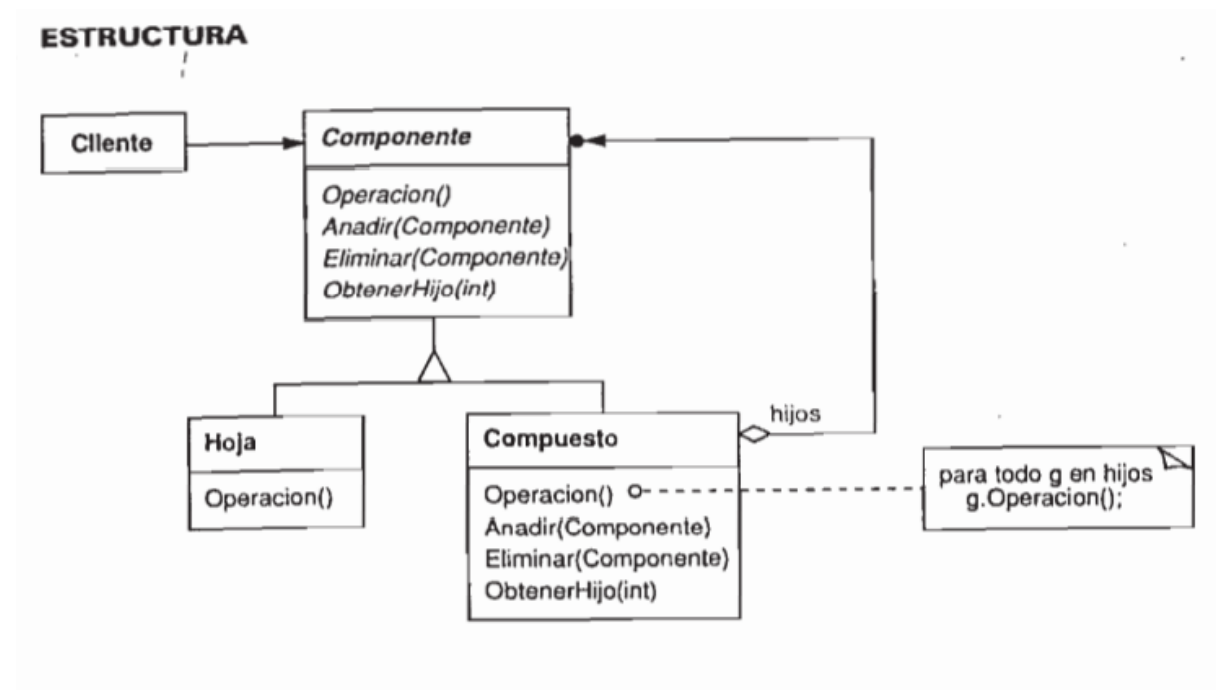 ESTRUCTURA
Cliente
Componente
Operacion()
Anadir(Componente)
Eliminar(Componente)
ObtenerHijo(int)
Hoja
Operacion()
Compuesto
Operacion()
Anadir(Componente)
Eliminar(Componente)
ObtenerHijo(int)
hijos
para todo g en hijos
g.Operacion();